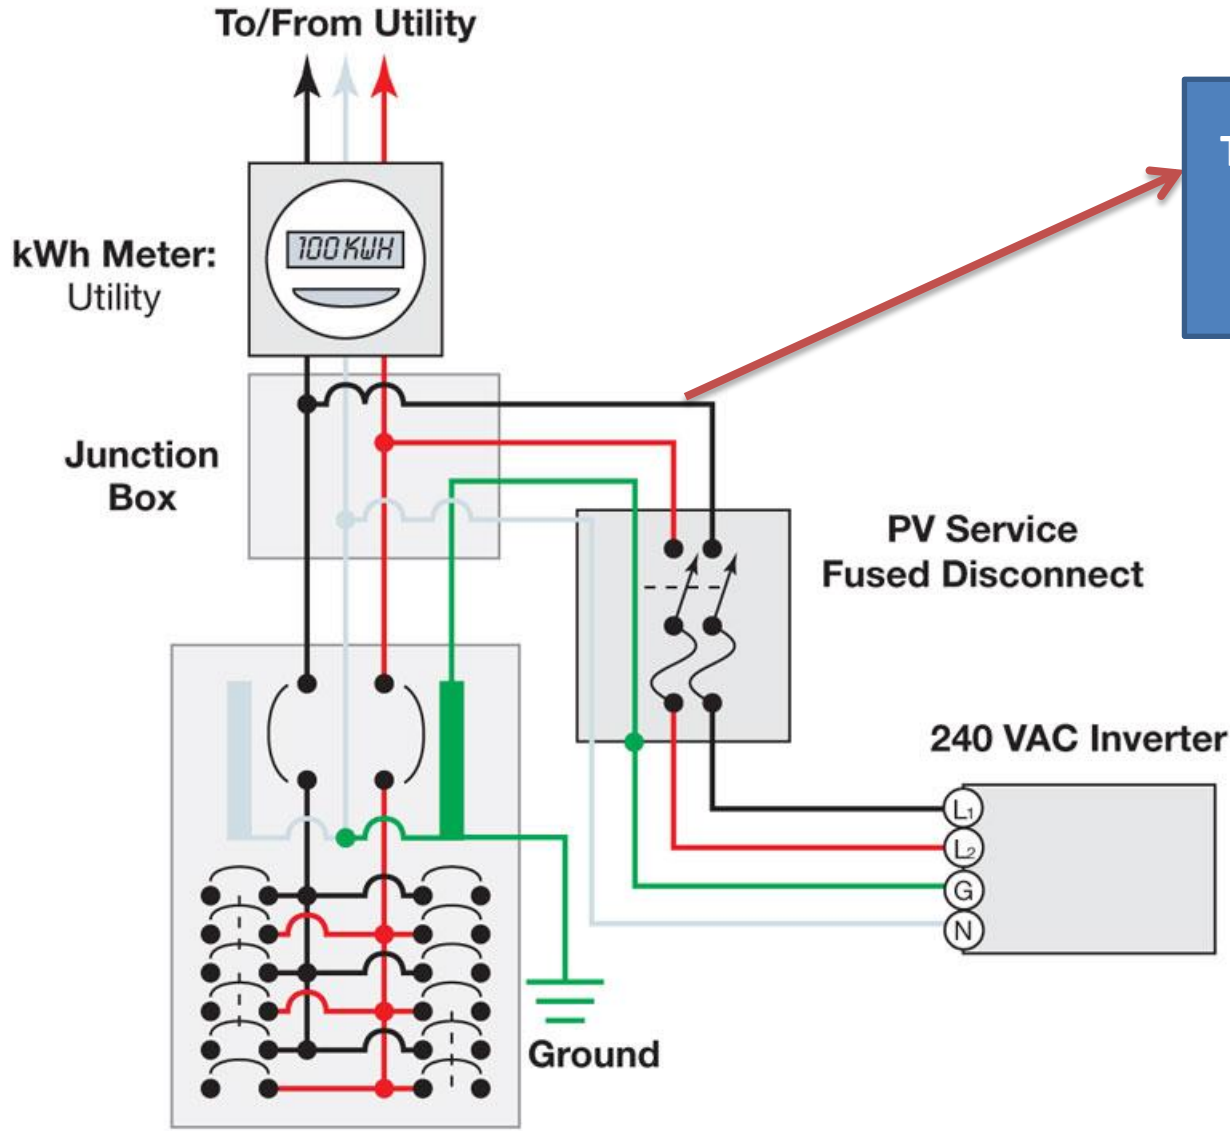 To/From Utility
100 KWH
kWh Meter:
Utility
Junction
Box
PV Service
Fused Disconnect
240 VAC Inverter
L1
L2
G
N
Ground